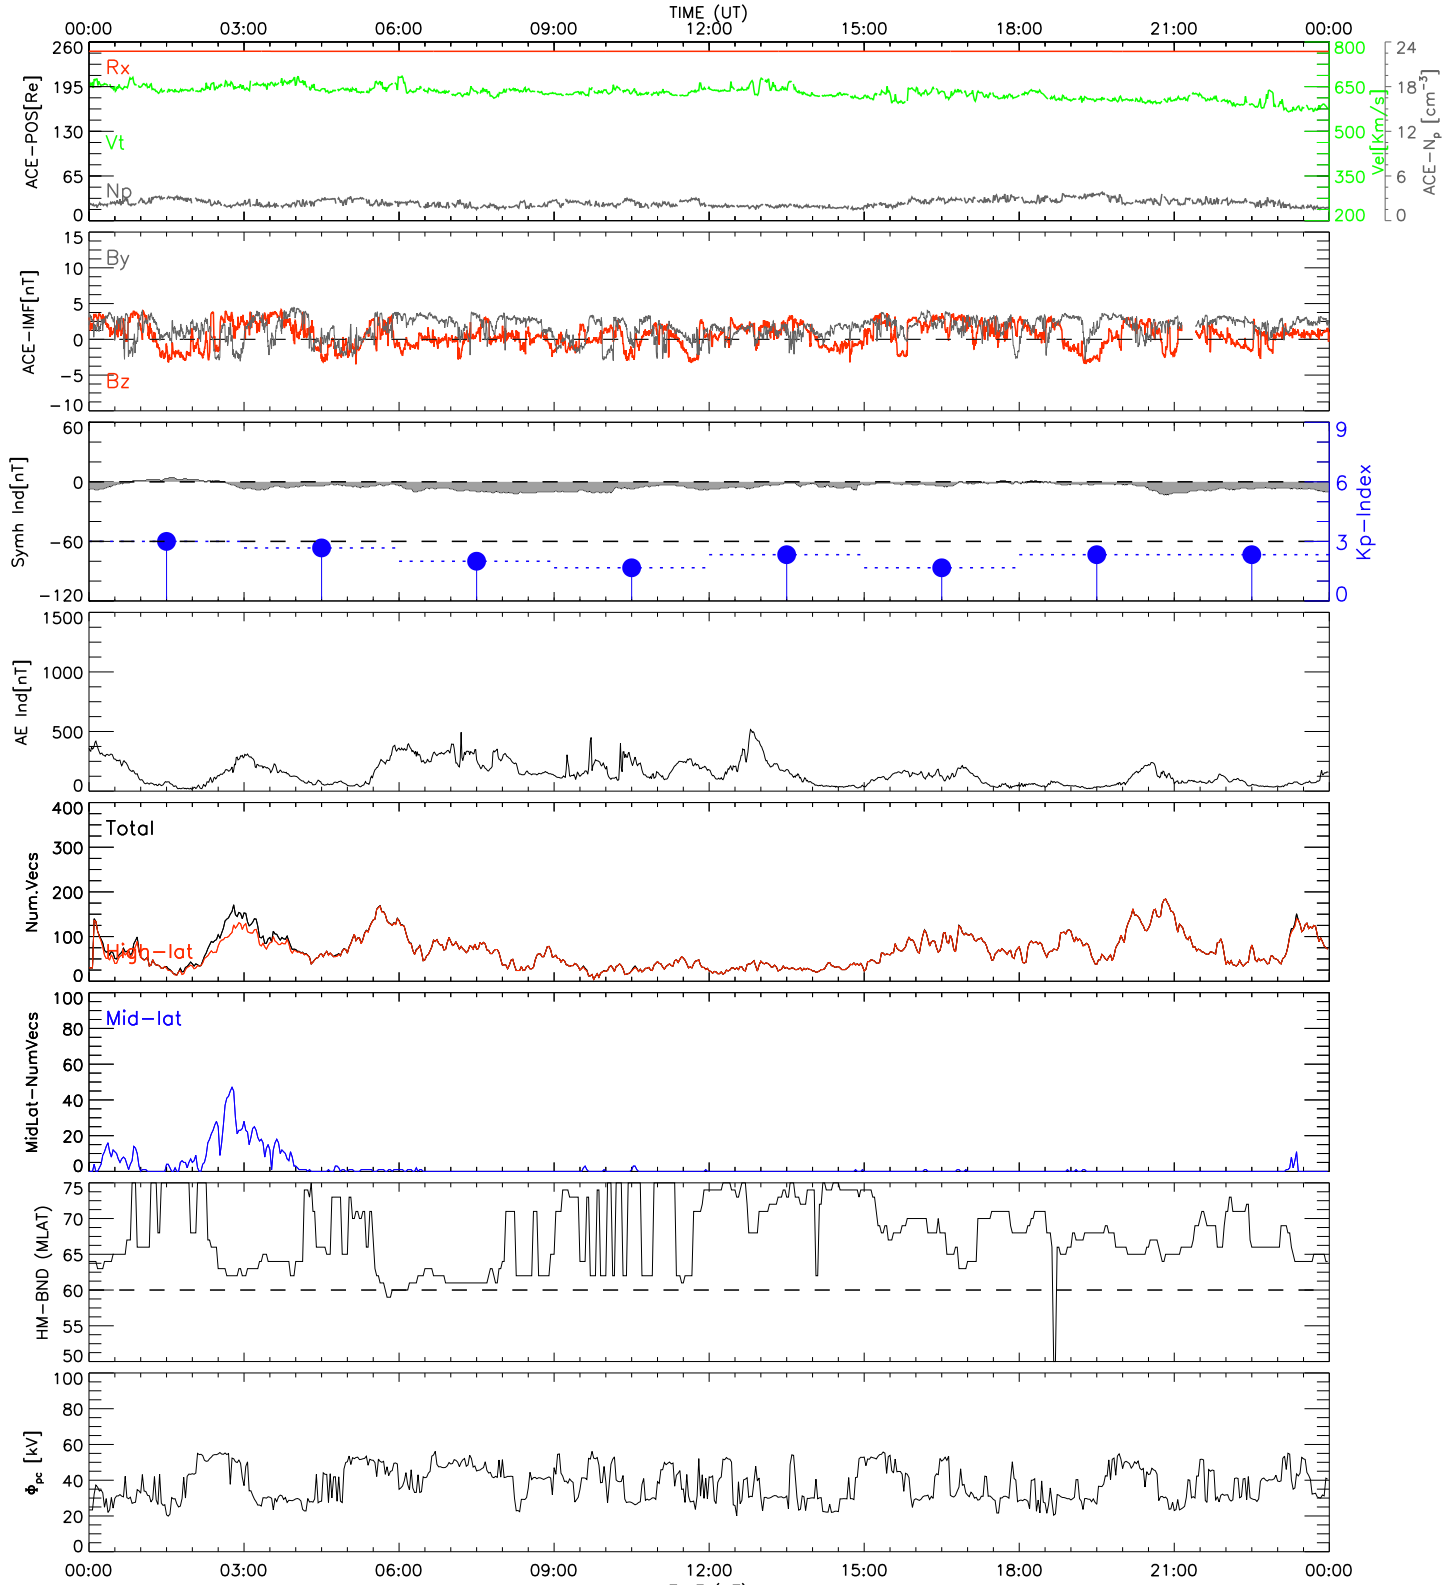 TIME (UT)
00:00 03:00 06:00 09:00 12:00 15:00 18:00 21:00 00:00
ACE-POS[Re]
260
195
130
65
0
Rx
Vt
Np
800
650
500
350
200
Vel[Km/s]
24
18
12
6
0
ACE-Np [cm⁻³]
ACE-IMF[nT]
15
10
5
0
-5
-10
By
Bz
Symh Ind[nT]
60
0
-60
-120
9
6
3
0
Kp-Index
AE Ind[nT]
1500
1000
500
0
Num.Vecs
400
300
200
100
0
Total
High-lat
MidLat-NumVecs
100
80
60
40
20
0
Mid-lat
HM-BND (MLAT)
75
70
65
60
55
50
Φpc [kV]
100
80
60
40
20
0
00:00 03:00 06:00 09:00 12:00 15:00 18:00 21:00 00:00